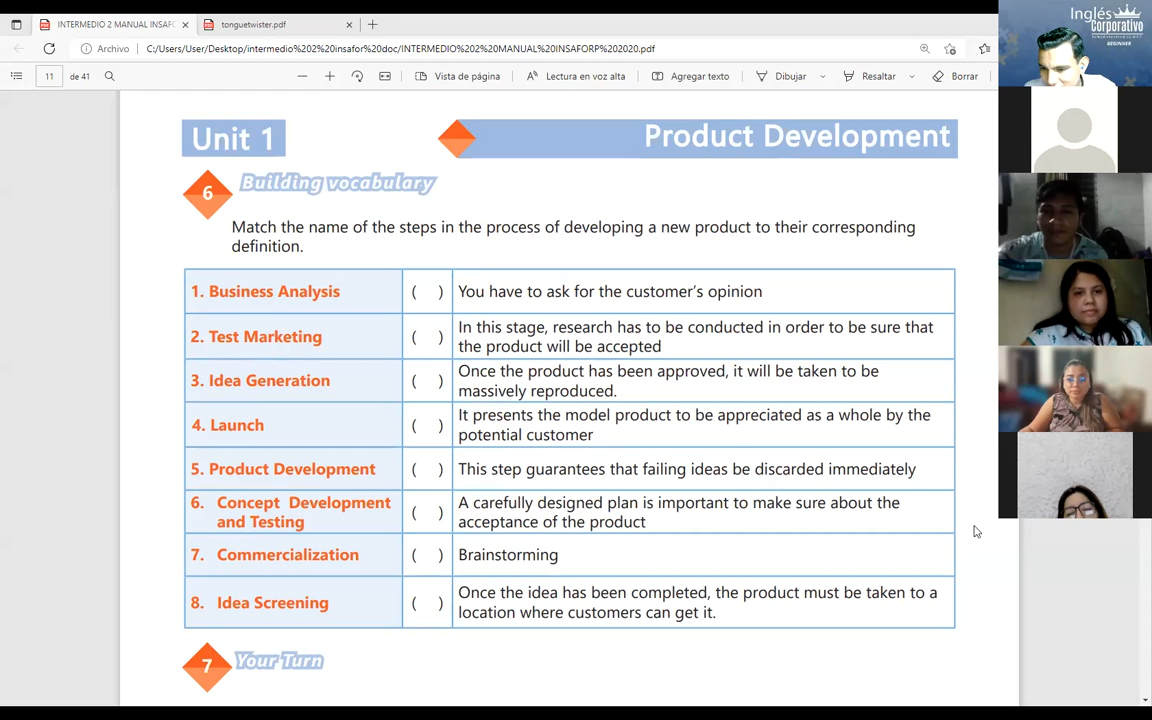 INTERMEDIO 2 MANUAL INSAFO
tonguetwister.pdf
Archivo
C:/Users/User/Desktop/intermedio%202%20insafor%20doc/INTERMEDIO%202%20MANUAL%20INSAFORP%202020.pdf
11 de 41
Vista de página
Lectura en voz alta
Agregar texto
Dibujar
Resaltar
Borrar
Inglés
Corporativo
BEGINNER
Unit 1
Product Development
6 Building vocabulary
Match the name of the steps in the process of developing a new product to their corresponding
definition.
1. Business Analysis ( ) You have to ask for the customer's opinion
2. Test Marketing ( ) In this stage, research has to be conducted in order to be sure that
the product will be accepted
3. Idea Generation ( ) Once the product has been approved, it will be taken to be
massively reproduced.
4. Launch ( ) It presents the model product to be appreciated as a whole by the
potential customer
5. Product Development ( ) This step guarantees that failing ideas be discarded immediately
6. Concept Development
and Testing ( ) A carefully designed plan is important to make sure about the
acceptance of the product
7. Commercialization ( ) Brainstorming
8. Idea Screening ( ) Once the idea has been completed, the product must be taken to a
location where customers can get it.
7 Your Turn